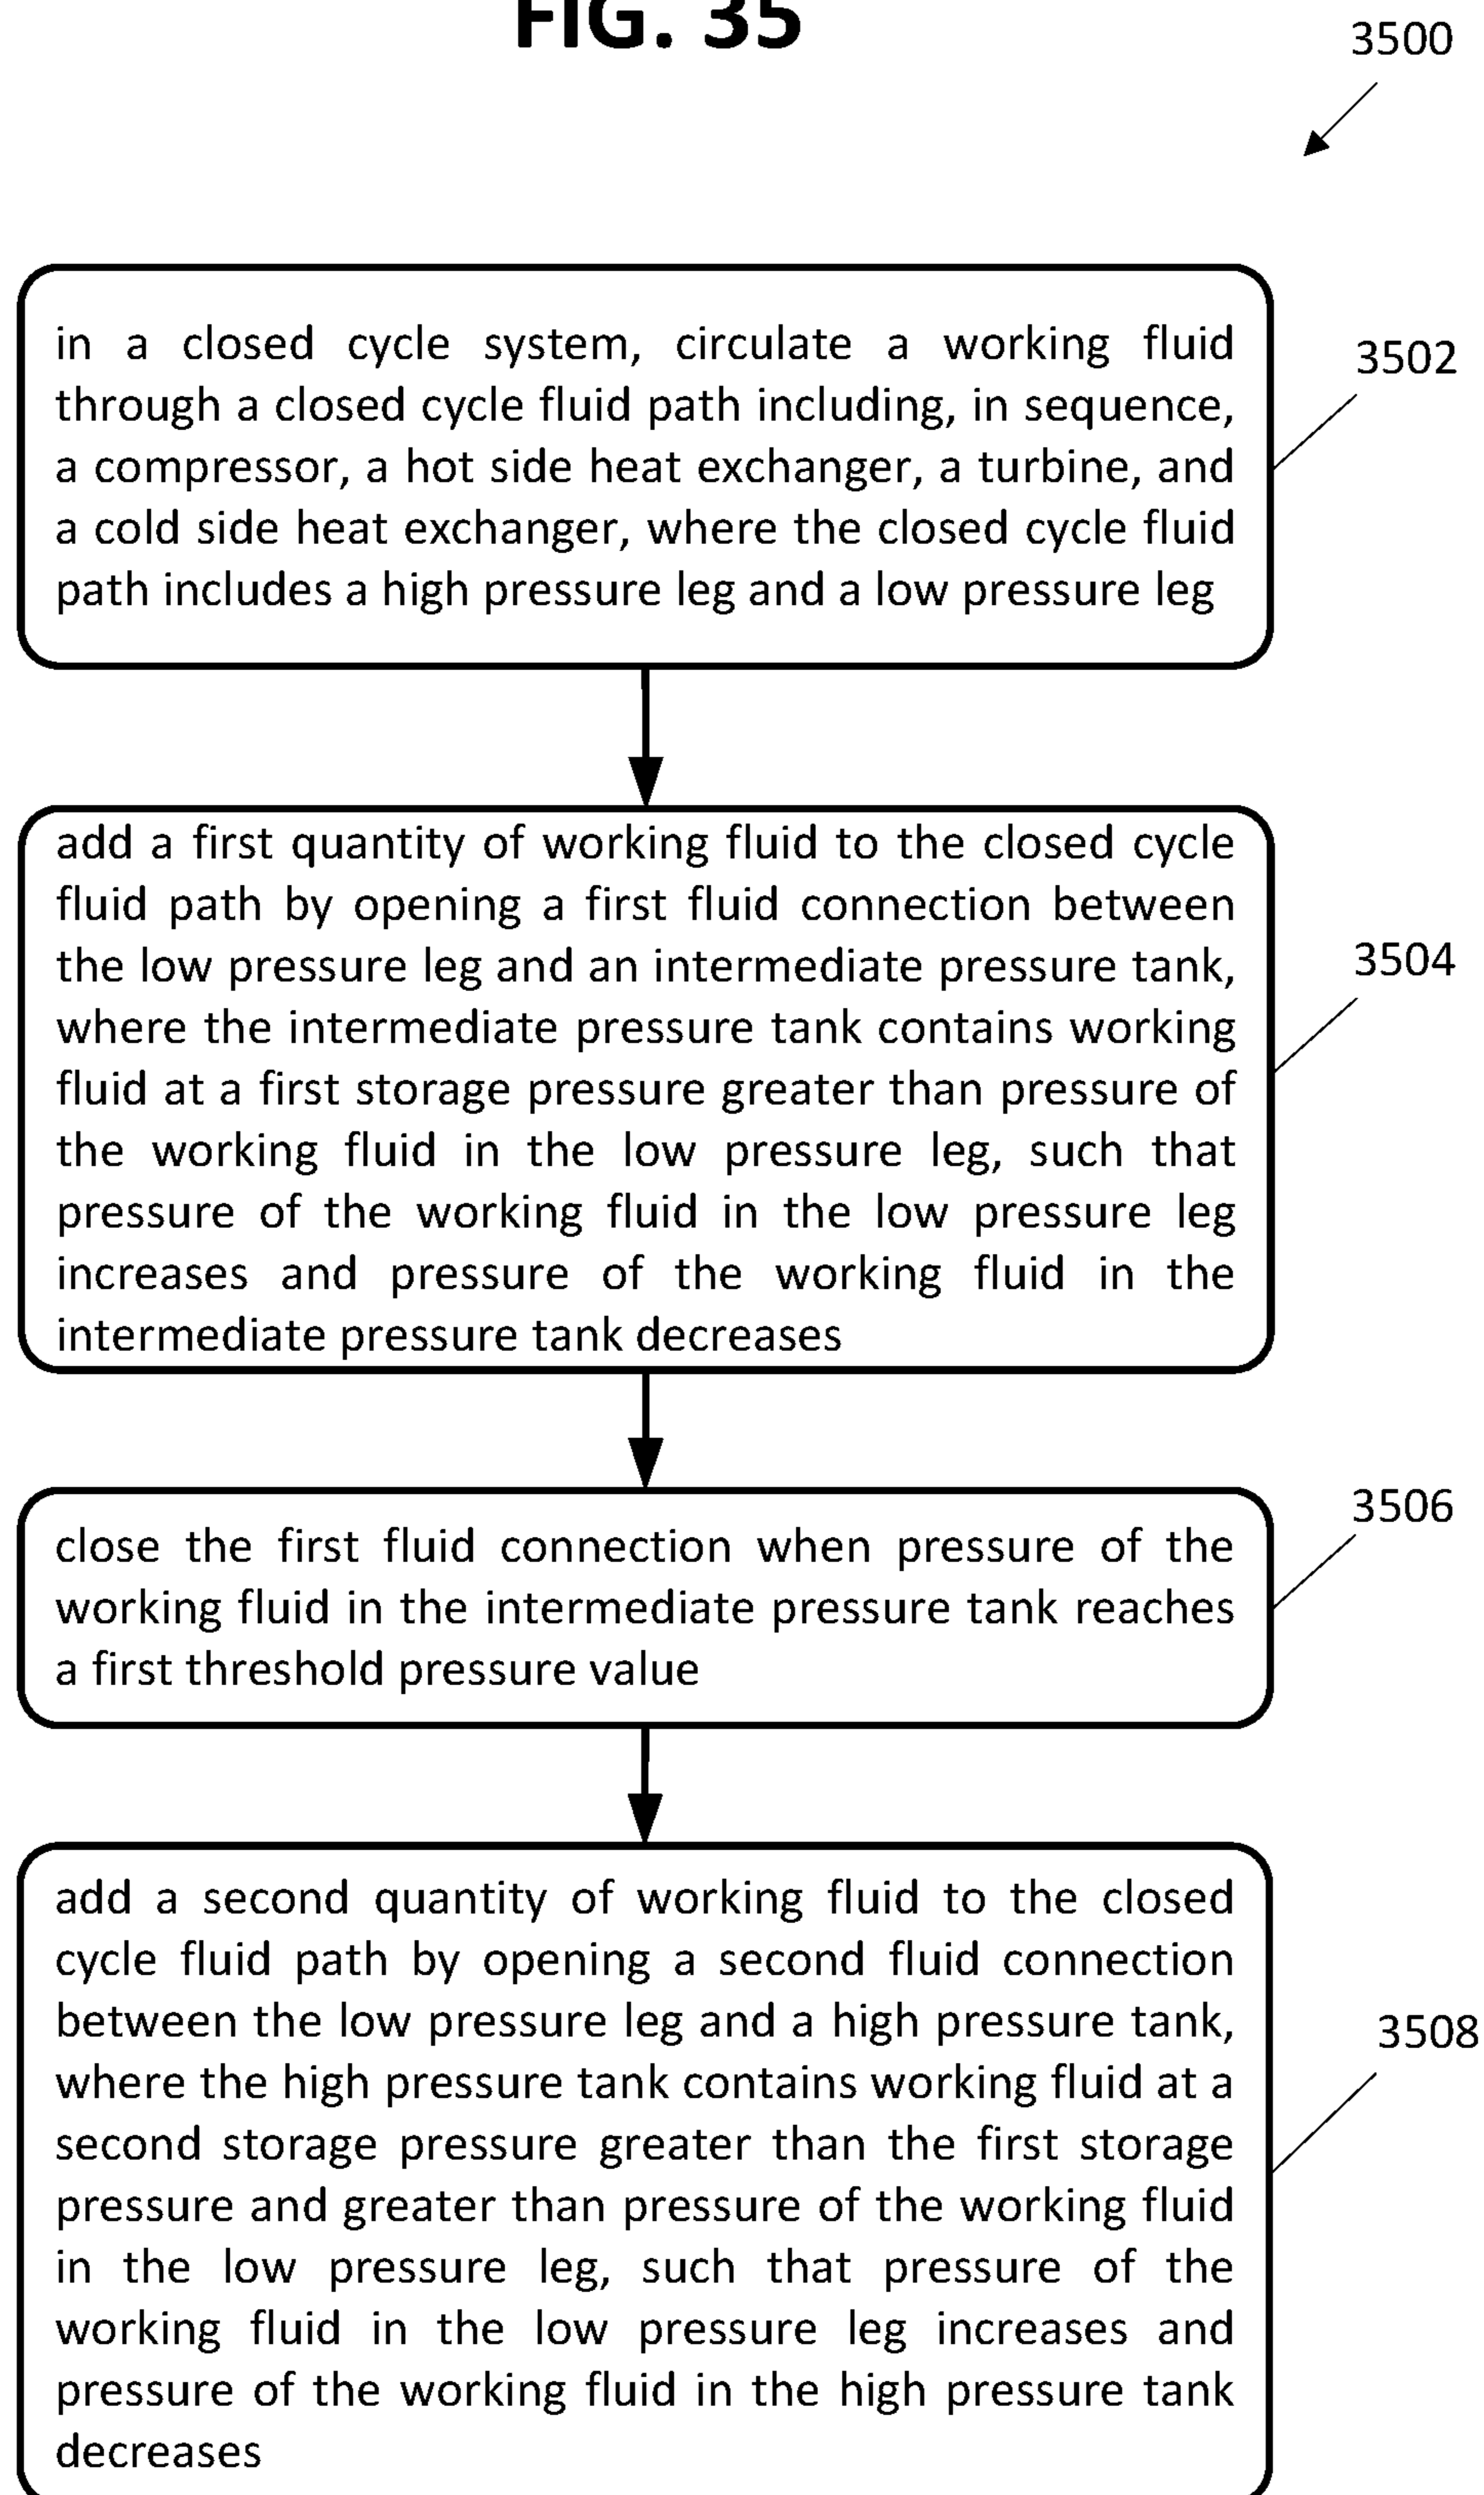 FIG. 35
3500
in a closed cycle system, circulate a working fluid
through a closed cycle fluid path including, in sequence,
a compressor, a hot side heat exchanger, a turbine, and
a cold side heat exchanger, where the closed cycle fluid
path includes a high pressure leg and a low pressure leg
3502
add a first quantity of working fluid to the closed cycle
fluid path by opening a first fluid connection between
the low pressure leg and an intermediate pressure tank,
where the intermediate pressure tank contains working
fluid at a first storage pressure greater than pressure of
the working fluid in the low pressure leg, such that
pressure of the working fluid in the low pressure leg
increases and pressure of the working fluid in the
intermediate pressure tank decreases
3504
close the first fluid connection when pressure of the
working fluid in the intermediate pressure tank reaches
a first threshold pressure value
3506
add a second quantity of working fluid to the closed
cycle fluid path by opening a second fluid connection
between the low pressure leg and a high pressure tank,
where the high pressure tank contains working fluid at a
second storage pressure greater than the first storage
pressure and greater than pressure of the working fluid
in the low pressure leg, such that pressure of the
working fluid in the low pressure leg increases and
pressure of the working fluid in the high pressure tank
decreases
3508